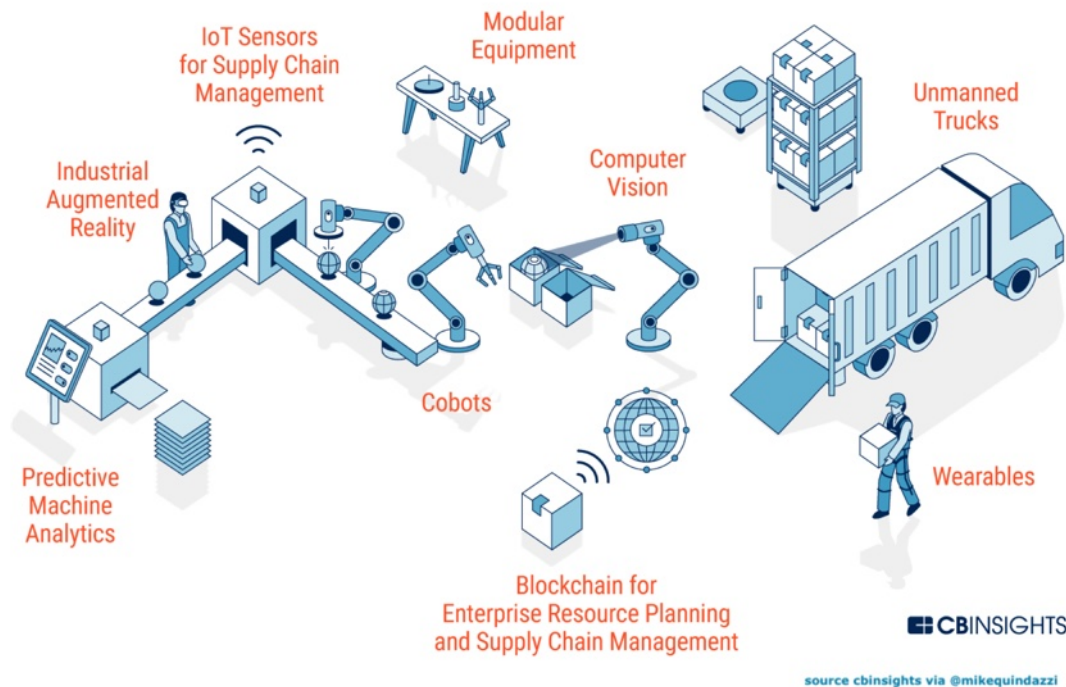 IoT Sensors
for Supply Chain
Management
Modular
Equipment
Unmanned
Trucks
Industrial
Augmented
Reality
Computer
Vision
Cobots
Predictive
Machine
Analytics
Wearables
Blockchain for
Enterprise Resource Planning
and Supply Chain Management
CBINSIGHTS
source cbinsights via @mikequindazzi